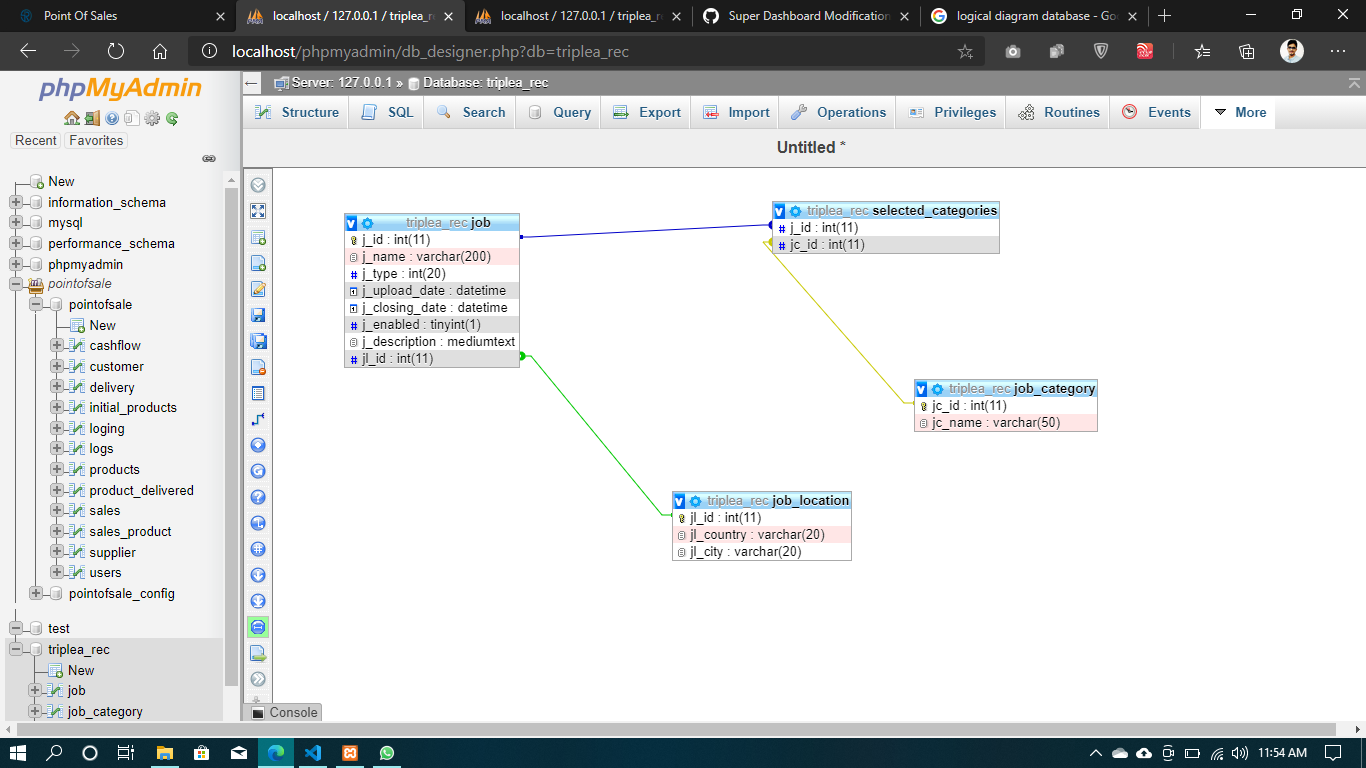 Point Of Sales
localhost / 127.0.0.1 / triplea_r
localhost / 127.0.0.1 / triplea_r
Super Dashboard Modification
logical diagram database - Goo
localhost/phpmyadmin/db_designer.php?db=triplea_rec
phpMyAdmin
Recent
Favorites
New
information_schema
mysql
performance_schema
phpmyadmin
pointofsale
pointofsale
New
cashflow
customer
delivery
initial_products
loging
logs
products
product_delivered
sales
sales_product
supplier
users
pointofsale_config
test
triplea_rec
New
job
job_category
Server: 127.0.0.1 » Database: triplea_rec
Structure
SQL
Search
Query
Export
Import
Operations
Privileges
Routines
Events
More
Untitled *
v triplea_rec job
j_id : int(11)
j_name : varchar(200)
# j_type : int(20)
j_upload_date : datetime
j_closing_date : datetime
# j_enabled : tinyint(1)
j_description : mediumtext
# jl_id : int(11)
v triplea_rec selected_categories
# j_id : int(11)
# jc_id : int(11)
v triplea_rec job_category
jc_id : int(11)
jc_name : varchar(50)
v triplea_rec job_location
jl_id : int(11)
jl_country : varchar(20)
jl_city : varchar(20)
Console
11:54 AM